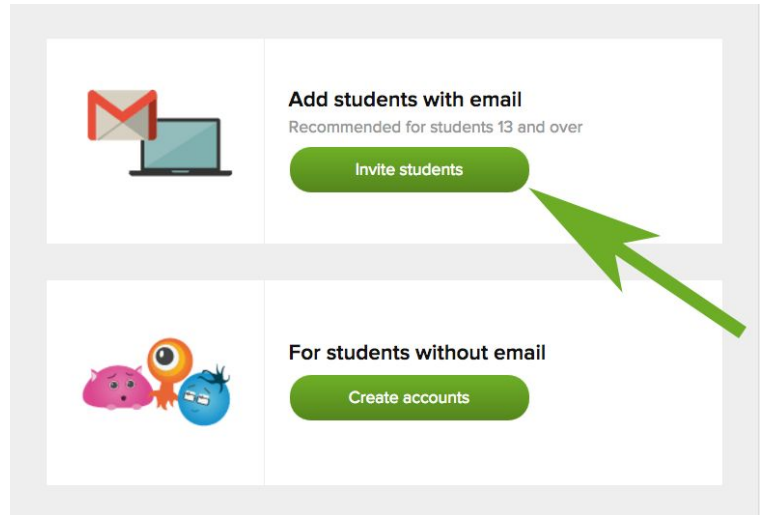 Add students with email
Recommended for students 13 and over
Invite students
For students without email
Create accounts